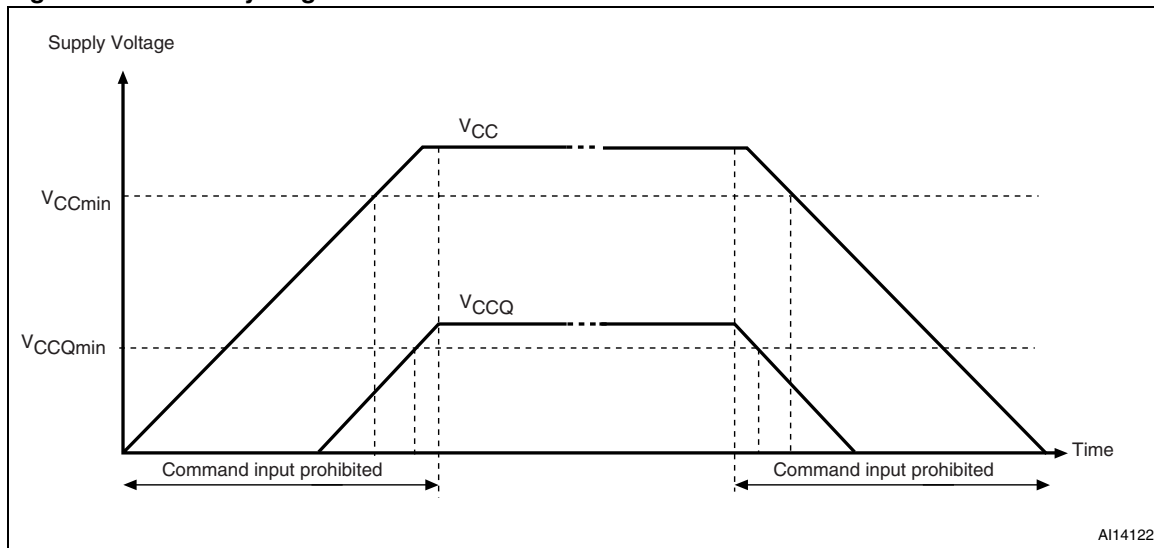 Supply Voltage
VCC
VCCmin
VCCQ
VCCQmin
Time
Command input prohibited
Command input prohibited
AI14122